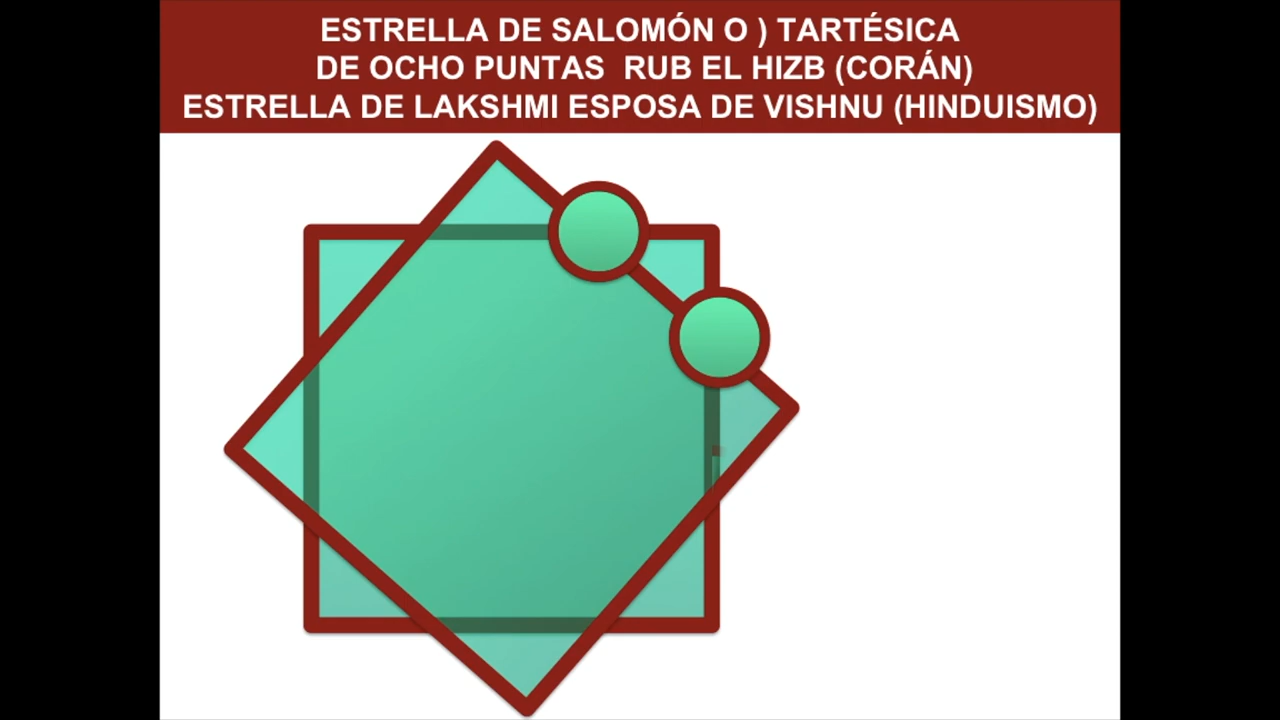 ESTRELLA DE SALOMÓN O ) TARTÉSICA
DE OCHO PUNTAS RUB EL HIZB (CORÁN)
ESTRELLA DE LAKSHMI ESPOSA DE VISHNU (HINDUISMO)